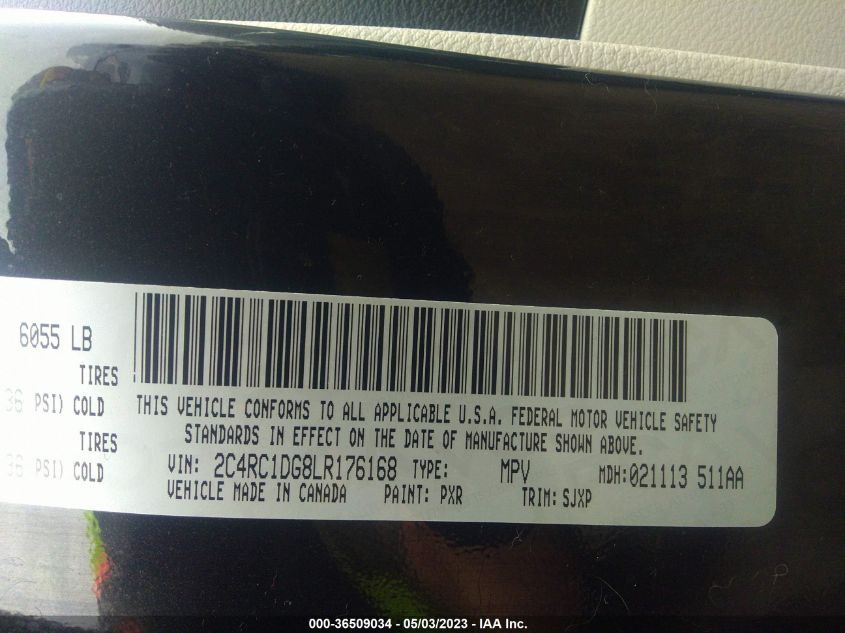 6055 LB
TIRES
36 PSI) COLD
THIS VEHICLE CONFORMS TO ALL APPLICABLE U.S.A. FEDERAL MOTOR VEHICLE SAFETY
STANDARDS IN EFFECT ON THE DATE OF MANUFACTURE SHOWN ABOVE.
TIRES
36 PSI) COLD
VIN: 2C4RC1DG8LR176168 TYPE: MPV MDH:021113 511AA
VEHICLE MADE IN CANADA PAINT: PXR TRIM: SJXP
000-36509034 - 05/03/2023 - IAA Inc.